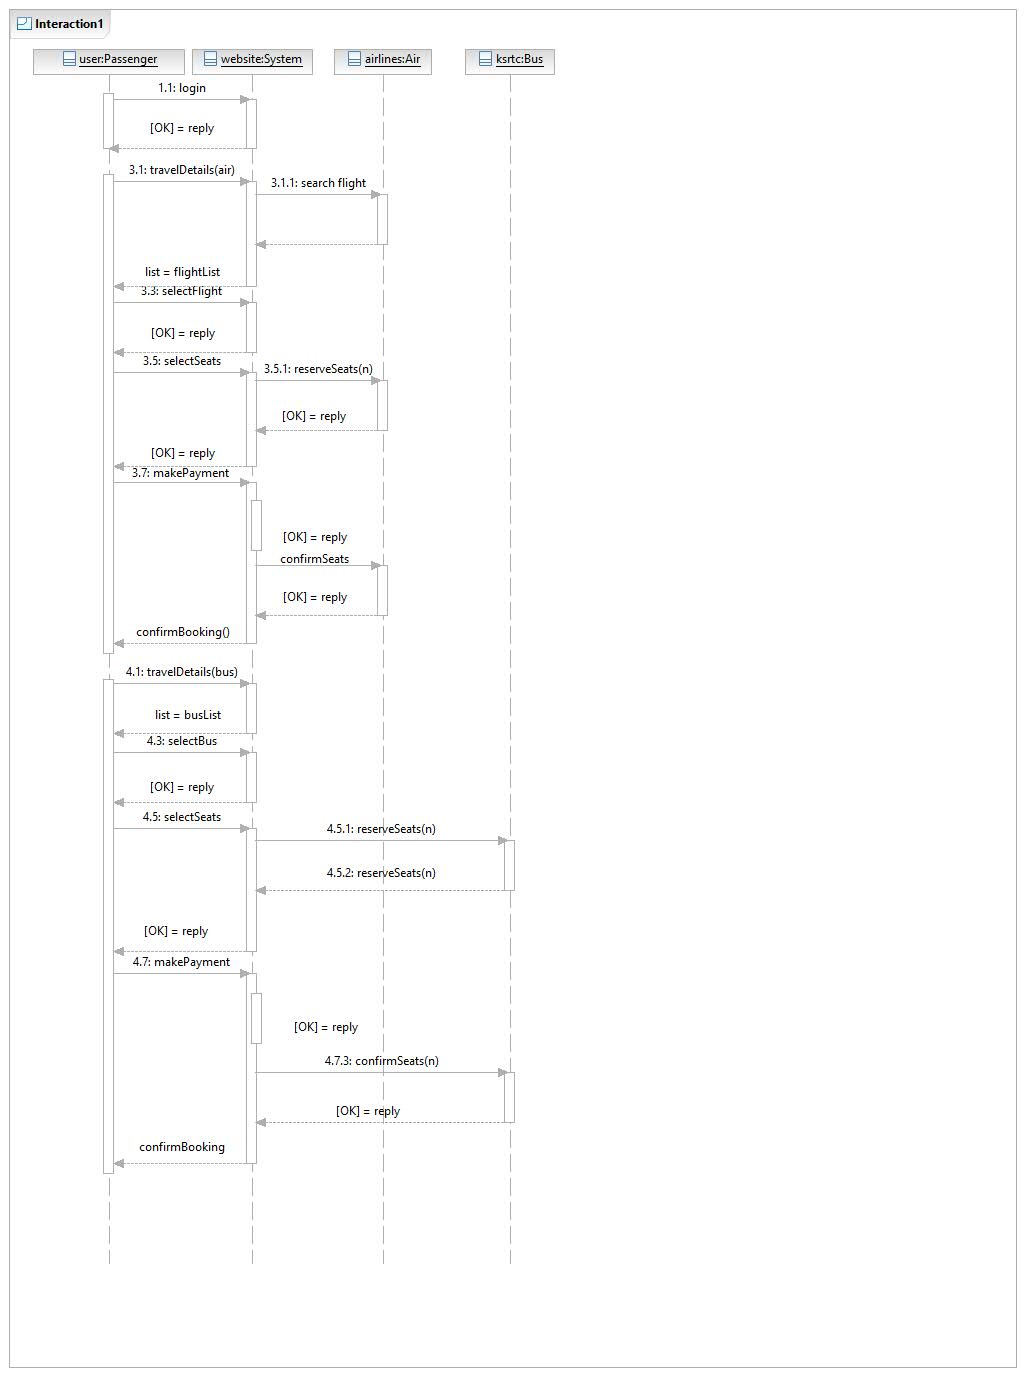 Interaction1
user:Passenger
website:System
airlines:Air
ksrtc:Bus
1.1: login
[OK] = reply
3.1: travelDetails(air)
3.1.1: search flight
list = flightList
3.3: selectFlight
[OK] = reply
3.5: selectSeats
3.5.1: reserveSeats(n)
[OK] = reply
[OK] = reply
3.7: makePayment
[OK] = reply
confirmSeats
[OK] = reply
confirmBooking()
4.1: travelDetails(bus)
list = busList
4.3: selectBus
[OK] = reply
4.5: selectSeats
4.5.1: reserveSeats(n)
4.5.2: reserveSeats(n)
[OK] = reply
4.7: makePayment
[OK] = reply
4.7.3: confirmSeats(n)
[OK] = reply
confirmBooking